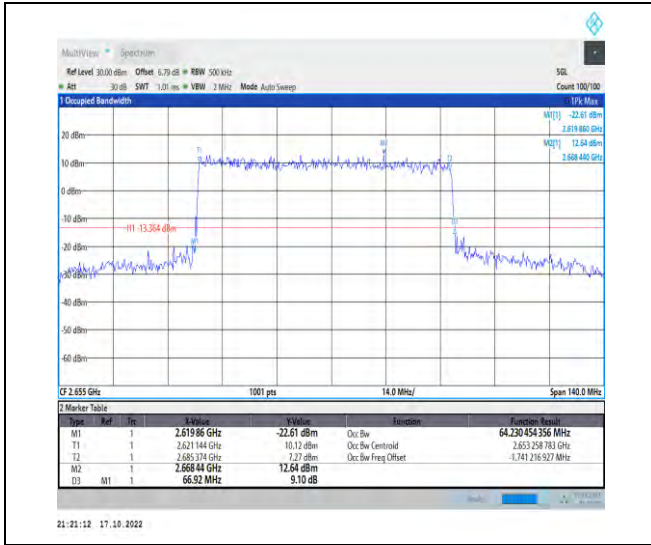 MultiView Spectrum
Ref Level 30.00 dBm Offset 6.79 dB RBW 500 kHz SGL
Att 30 dB SWT 1.01 ms VBW 2 MHz Mode Auto Sweep Count 100/100
1 Occupied Bandwidth 1Pk Max
M1[1] -22.61 dBm
2.619 860 GHz
M2[1] 12.64 dBm
2.668 440 GHz
20 dBm
10 dBm
0 dBm
-10 dBm
H1 -13.364 dBm
-20 dBm
-30 dBm
-40 dBm
-50 dBm
-60 dBm
T1
M2
T2
M1
D3
CF 2.655 GHz 1001 pts 14.0 MHz/ Span 140.0 MHz
2 Marker Table
Type Ref Trc X-Value Y-Value Function Function Result
M1 1 2.619 86 GHz -22.61 dBm Occ Bw 64.230 454 356 MHz
T1 1 2.621 144 GHz 10.12 dBm Occ Bw Centroid 2.653 258 783 GHz
T2 1 2.685 374 GHz 7.27 dBm Occ Bw Freq Offset -1.741 216 927 MHz
M2 1 2.668 44 GHz 12.64 dBm
D3 M1 1 66.92 MHz 9.10 dB
21:21:12 17.10.2022